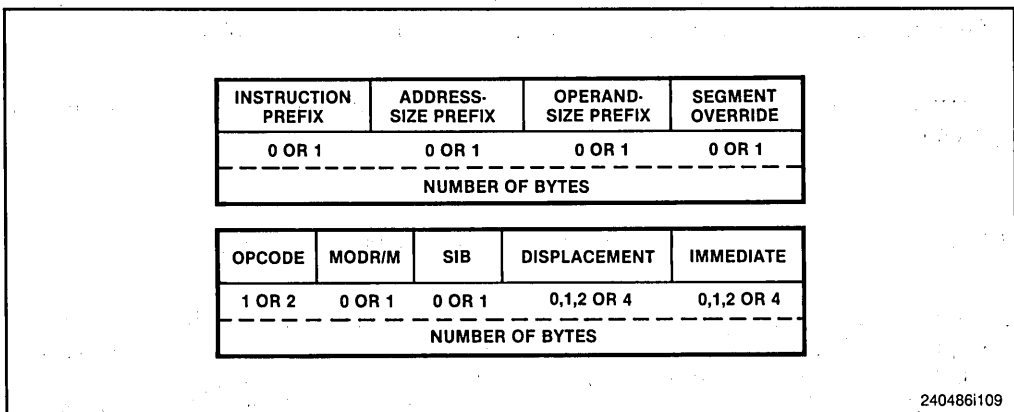 INSTRUCTION PREFIX ADDRESS- SIZE PREFIX OPERAND- SIZE PREFIX SEGMENT OVERRIDE
0 OR 1 0 OR 1 0 OR 1 0 OR 1
NUMBER OF BYTES
OPCODE MODR/M SIB DISPLACEMENT IMMEDIATE
1 OR 2 0 OR 1 0 OR 1 0,1,2 OR 4 0,1,2 OR 4
NUMBER OF BYTES
240486i109